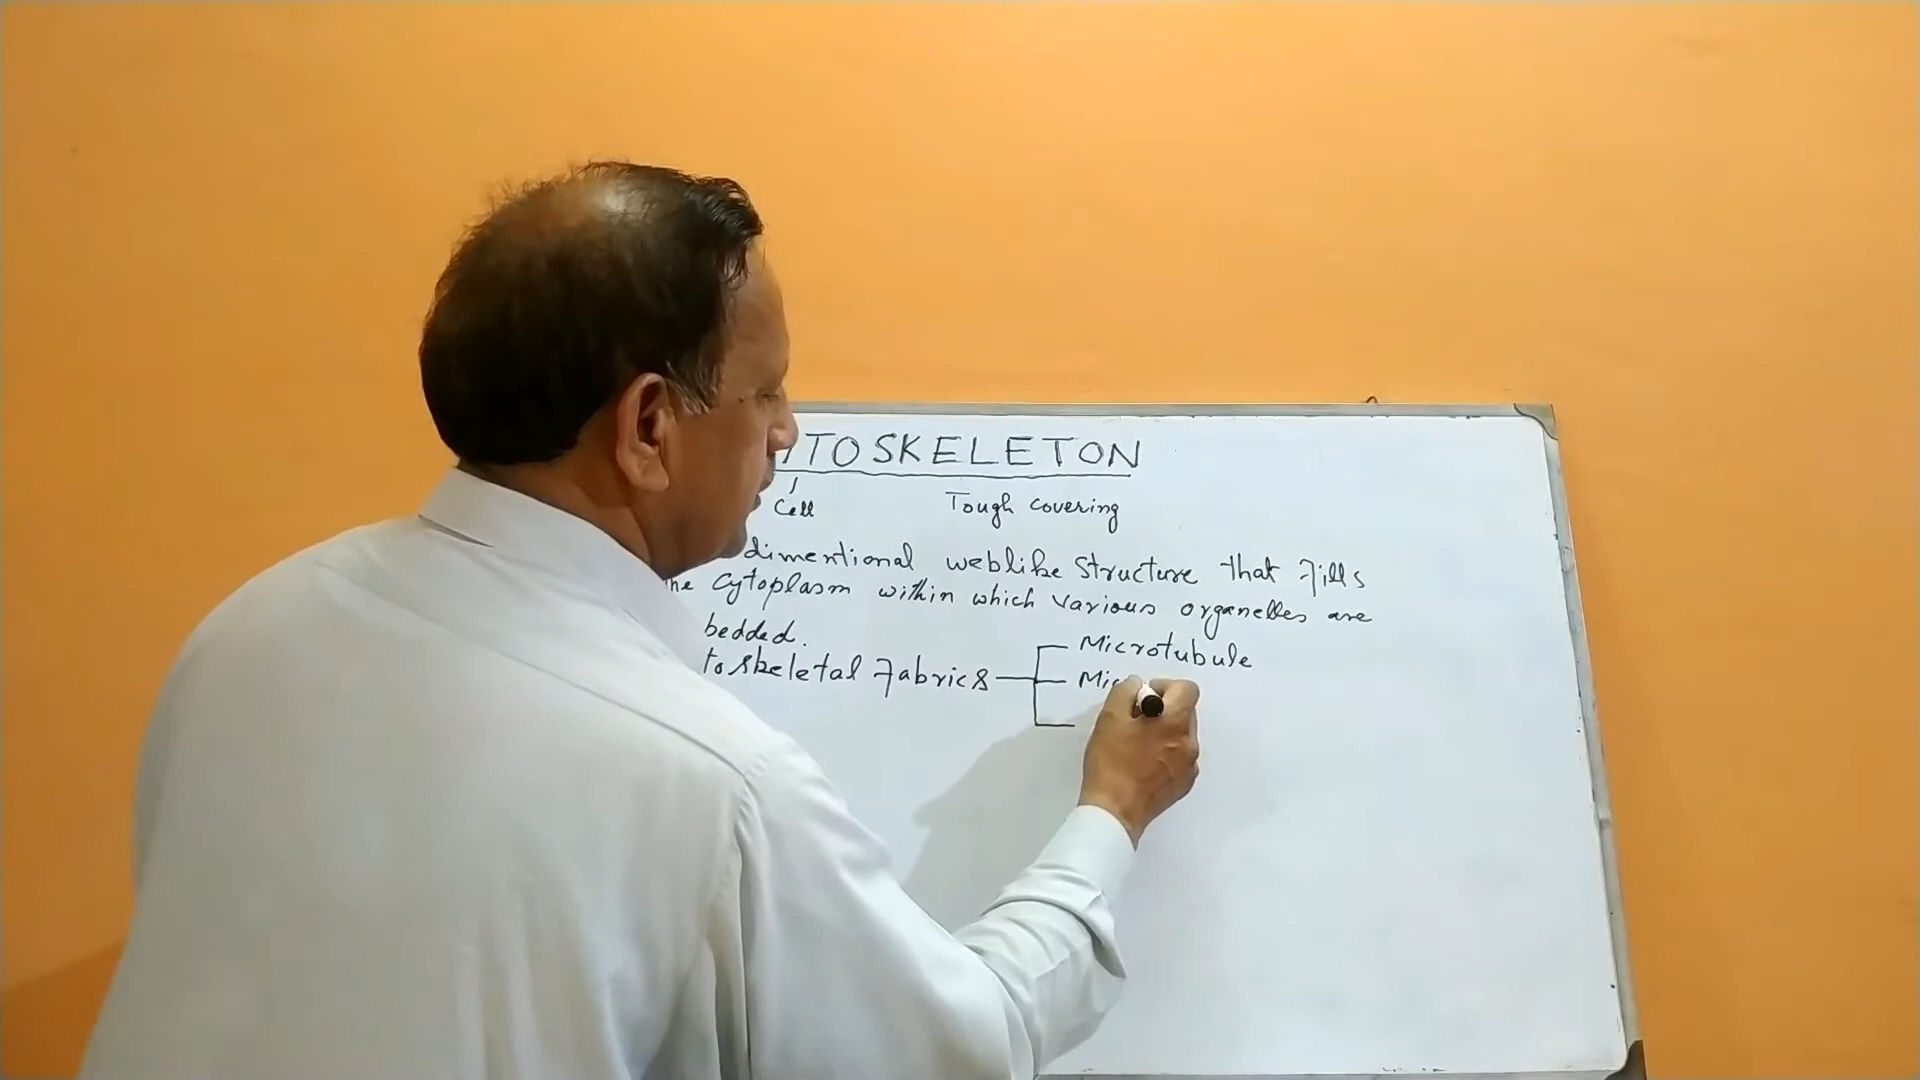 TOSKELETON
Cell Tough covering
dimentional weblike Structure that fills
he Cytoplasm within which various organelles are
bedded.
toskeletal Fabrics Microtubule
Mic